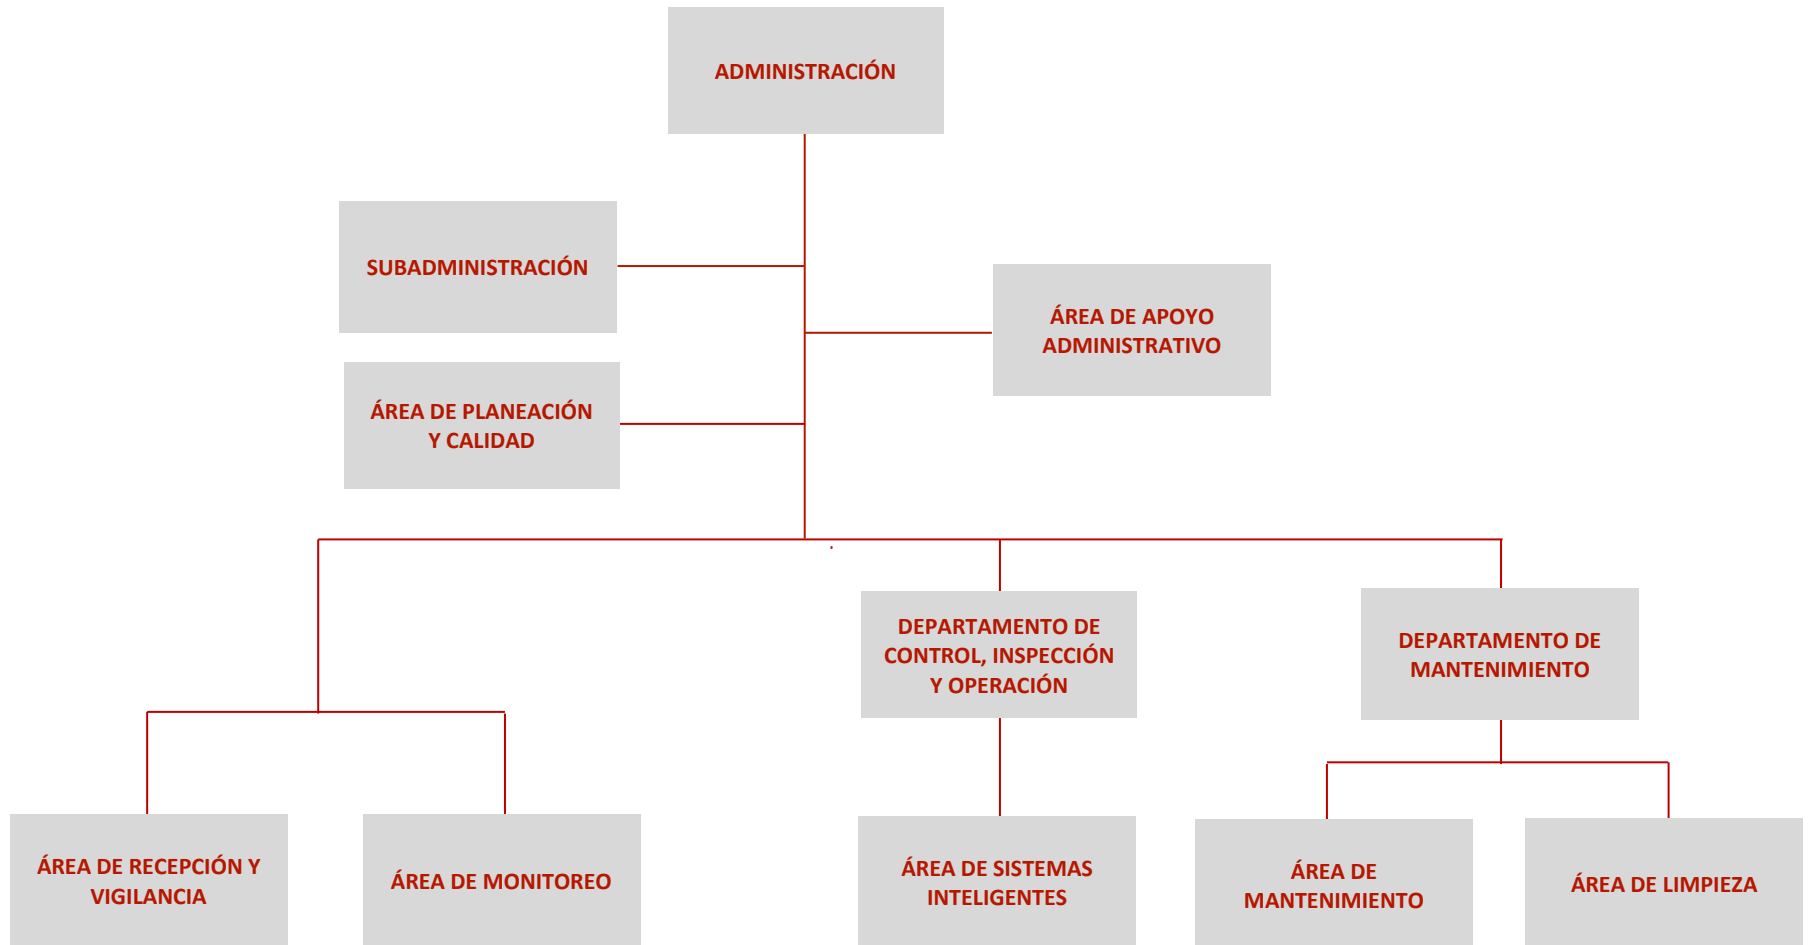 ADMINISTRACIÓN
SUBADMINISTRACIÓN
ÁREA DE APOYO
ADMINISTRATIVO
ÁREA DE PLANEACIÓN
Y CALIDAD
DEPARTAMENTO DE
CONTROL, INSPECCIÓN
Y OPERACIÓN
DEPARTAMENTO DE
MANTENIMIENTO
ÁREA DE RECEPCIÓN Y
VIGILANCIA
ÁREA DE MONITOREO
ÁREA DE SISTEMAS
INTELIGENTES
ÁREA DE
MANTENIMIENTO
ÁREA DE LIMPIEZA